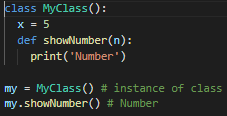 class MyClass():
  x = 5
  def showNumber(n):
    print('Number')

my = MyClass() # instance of class
my.showNumber() # Number